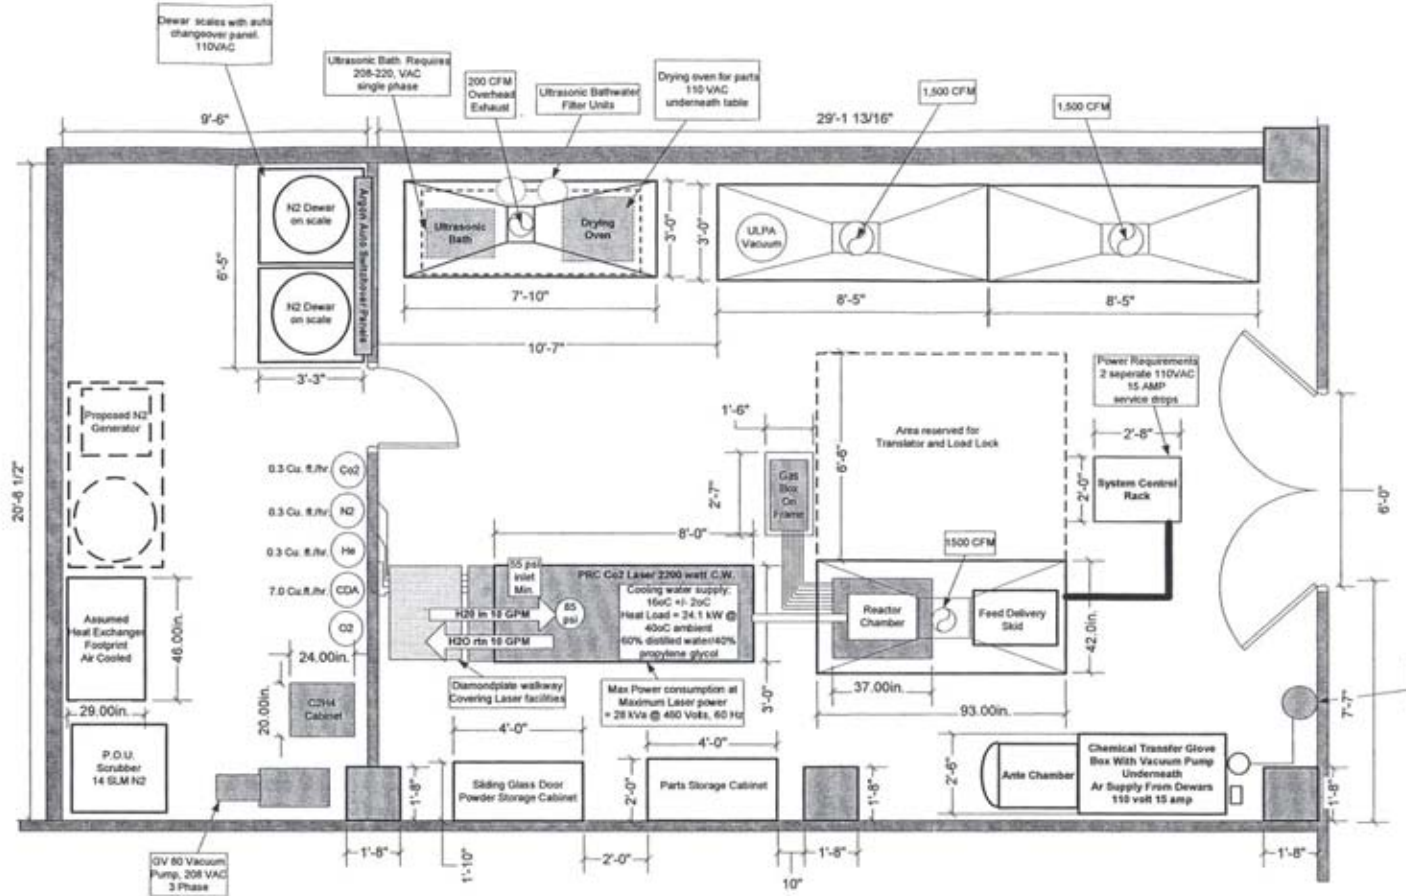 Dewar scales with auto
changeover panel.
110VAC
Ultrasonic Bath Requires
208-220, VAC
single phase
200 CFM
Overhead
Exhaust
Ultrasonic Bathwater
Filter Units
Drying oven for parts
110 VAC
underneath table
1,500 CFM
1,500 CFM
9'-6"
29'-1 13/16"
N2 Dewar
on scale
N2 Dewar
on scale
Argon Auto Switchover Panels
6'-5"
3'-3"
Ultrasonic
Bath
Drying
Oven
3'-0"
3'-0"
ULPA
Vacuum
7'-10"
8'-5"
8'-5"
10'-7"
20'-6 1/2"
Proposed N2
Generator
0.3 Cu. ft./hr.
Co2
0.3 Cu. ft./hr.
N2
0.3 Cu. ft./hr.
He
7.0 Cu.ft./hr.
CDA
O2
1'-6"
2'-7"
Gas
Box
On
Frame
Area reserved for
Translator and Load Lock
6'-6"
Power Requirements
2 seperate 110VAC
15 AMP
service drops
2'-8"
2'-0"
System Control
Rack
6'-0"
8'-0"
55 psi
inlet
Min.
85
psi
H20 in 10 GPM
H2O rtn 10 GPM
PRC Co2 Laser 2200 watt C.W.
Cooling water supply:
16oC +/- 2oC
Heat Load = 24.1 kW @
40oC ambient
60% distilled water/40%
propylene glycol
3'-0"
1500 CFM
Reactor
Chamber
Feed Delivery
Skid
42.0in.
37.00in.
93.00in.
Assumed
Heat Exchanger
Footprint
Air Cooled
46.00in.
29.00in.
24.00in.
20.00in.
C2H4
Cabinet
Diamondplate walkway
Covering Laser facilities
Max Power consumption at
Maximum Laser power
= 28 kVa @ 460 Volts, 60 Hz
7'-7"
P.O.U.
Scrubber
14 SLM N2
4'-0"
4'-0"
Sliding Glass Door
Powder Storage Cabinet
Parts Storage Cabinet
2'-0"
1'-8"
1'-8"
2'-6"
Ante Chamber
Chemical Transfer Glove
Box With Vacuum Pump
Underneath
Ar Supply From Dewars
110 volt 15 amp
1'-8"
GV 80 Vacuum
Pump, 208 VAC
3 Phase
1'-8"
1'-10"
2'-0"
10"
1'-8"
1'-8"